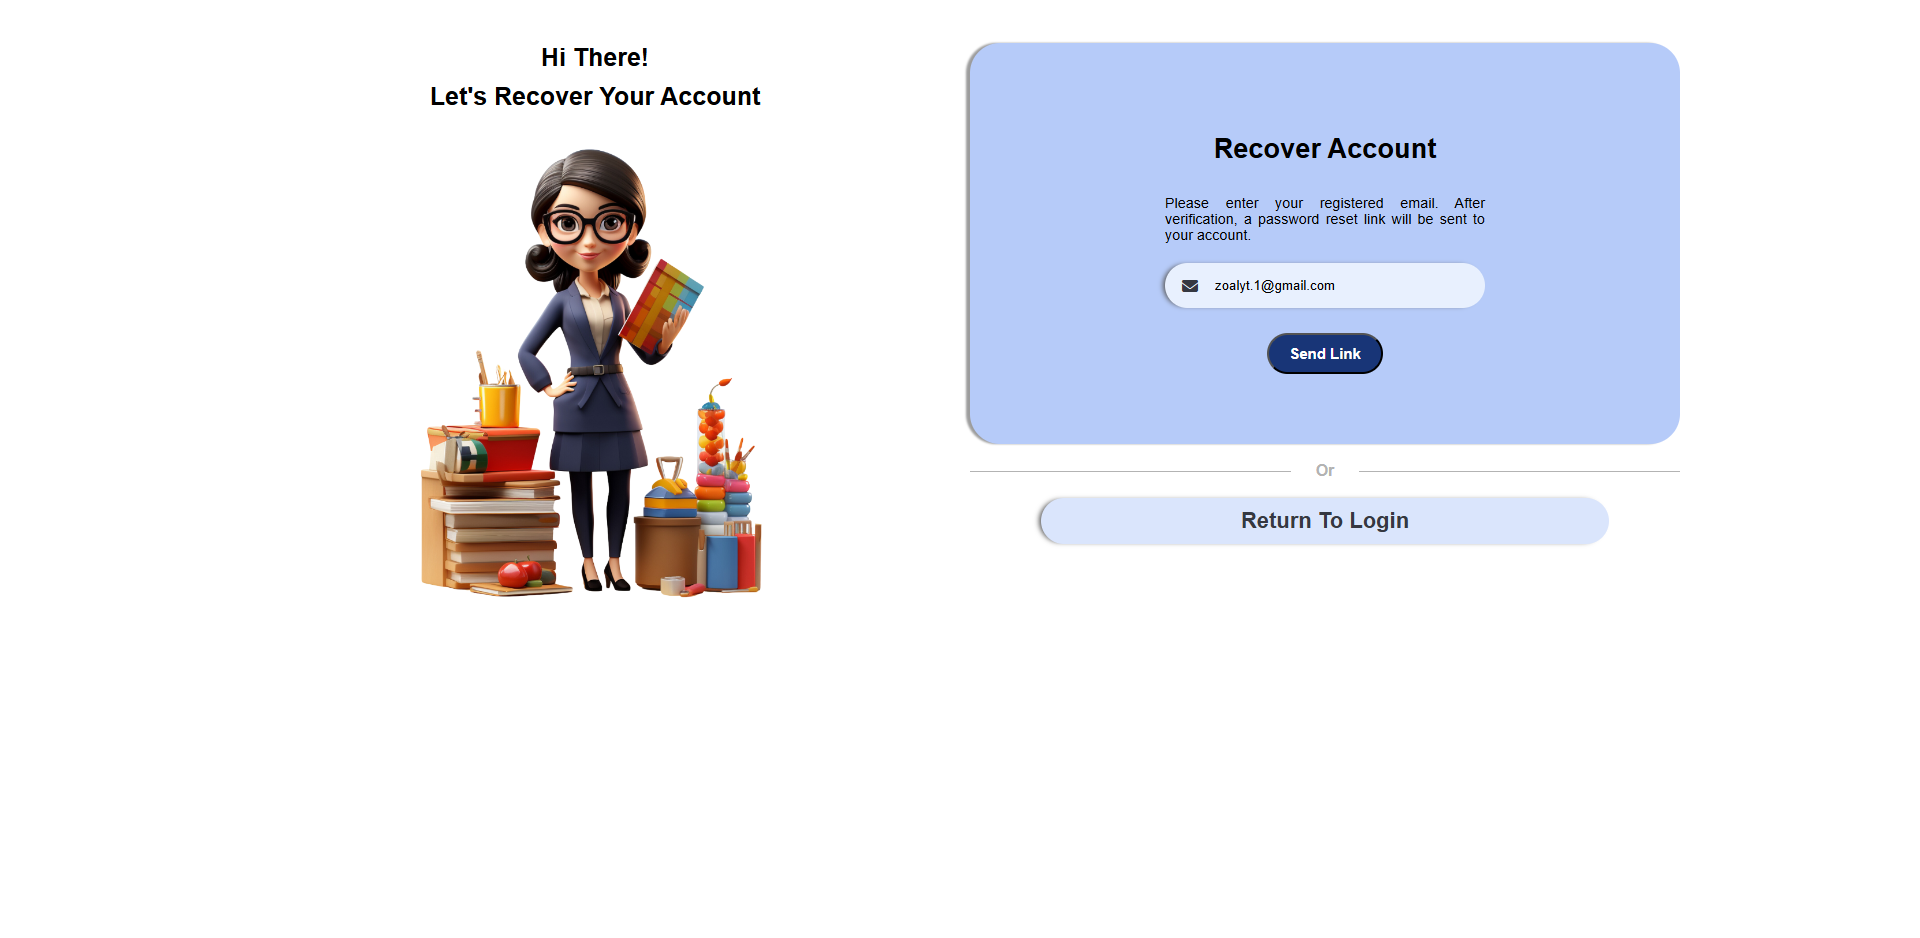 Hi There!
Let's Recover Your Account
Recover Account
Please enter your registered email. After
verification, a password reset link will be sent to
your account.
zoalyt.1@gmail.com
Send Link
Or
Return To Login